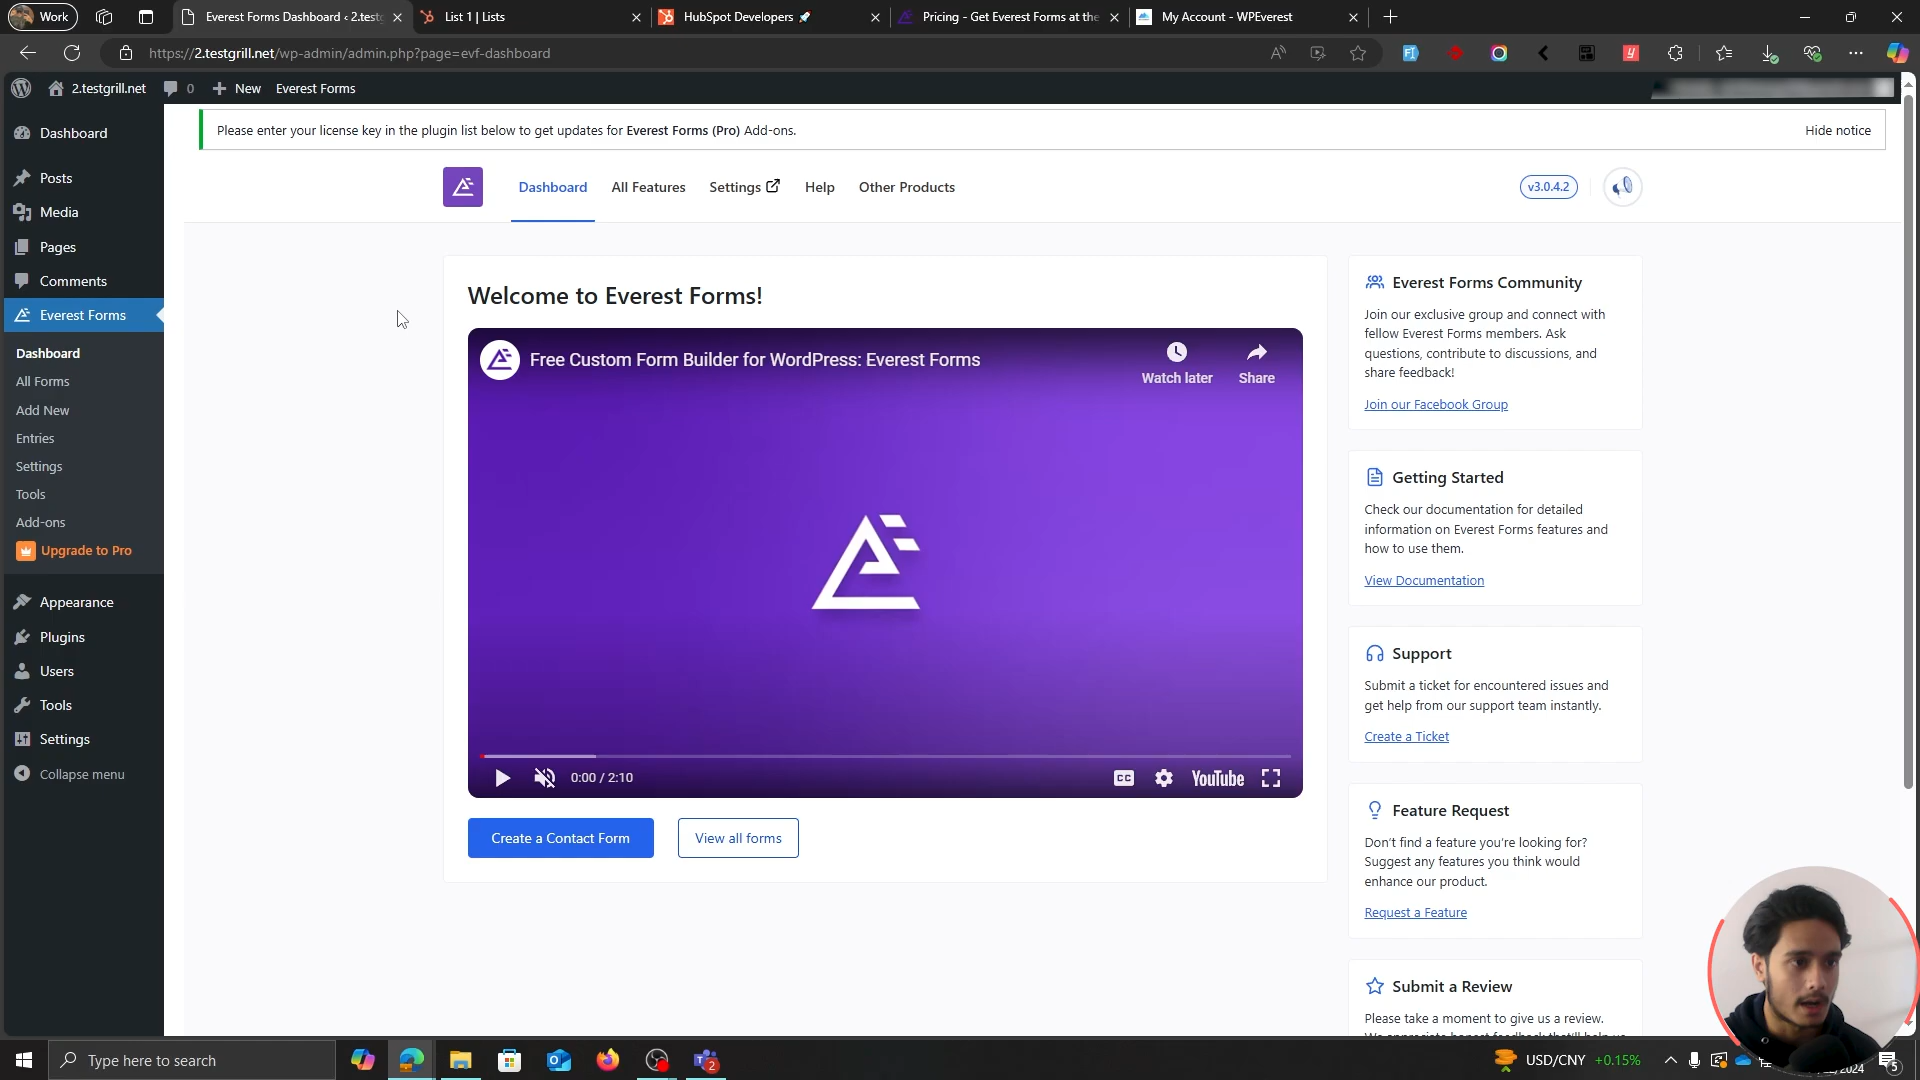 Work
Everest Forms Dashboard ‹ 2.testg
List 1 | Lists
HubSpot Developers
Pricing - Get Everest Forms at the
My Account - WPEverest
https://2.testgrill.net/wp-admin/admin.php?page=evf-dashboard
2.testgrill.net
0
New
Everest Forms
Please enter your license key in the plugin list below to get updates for Everest Forms (Pro) Add-ons.
Hide notice
Dashboard
Posts
Media
Pages
Comments
Everest Forms
Dashboard
All Forms
Add New
Entries
Settings
Tools
Add-ons
Upgrade to Pro
Appearance
Plugins
Users
Tools
Settings
Collapse menu
Dashboard
All Features
Settings
Help
Other Products
v3.0.4.2
Welcome to Everest Forms!
Free Custom Form Builder for WordPress: Everest Forms
Watch later
Share
0:00 / 2:10
CC
YouTube
Create a Contact Form
View all forms
Everest Forms Community
Join our exclusive group and connect with
fellow Everest Forms members. Ask
questions, contribute to discussions, and
share feedback!
Join our Facebook Group
Getting Started
Check our documentation for detailed
information on Everest Forms features and
how to use them.
View Documentation
Support
Submit a ticket for encountered issues and
get help from our support team instantly.
Create a Ticket
Feature Request
Don't find a feature you're looking for?
Suggest any features you think would
enhance our product.
Request a Feature
Submit a Review
Please take a moment to give us a review.
Type here to search
2
USD/CNY +0.15%
/2024
5